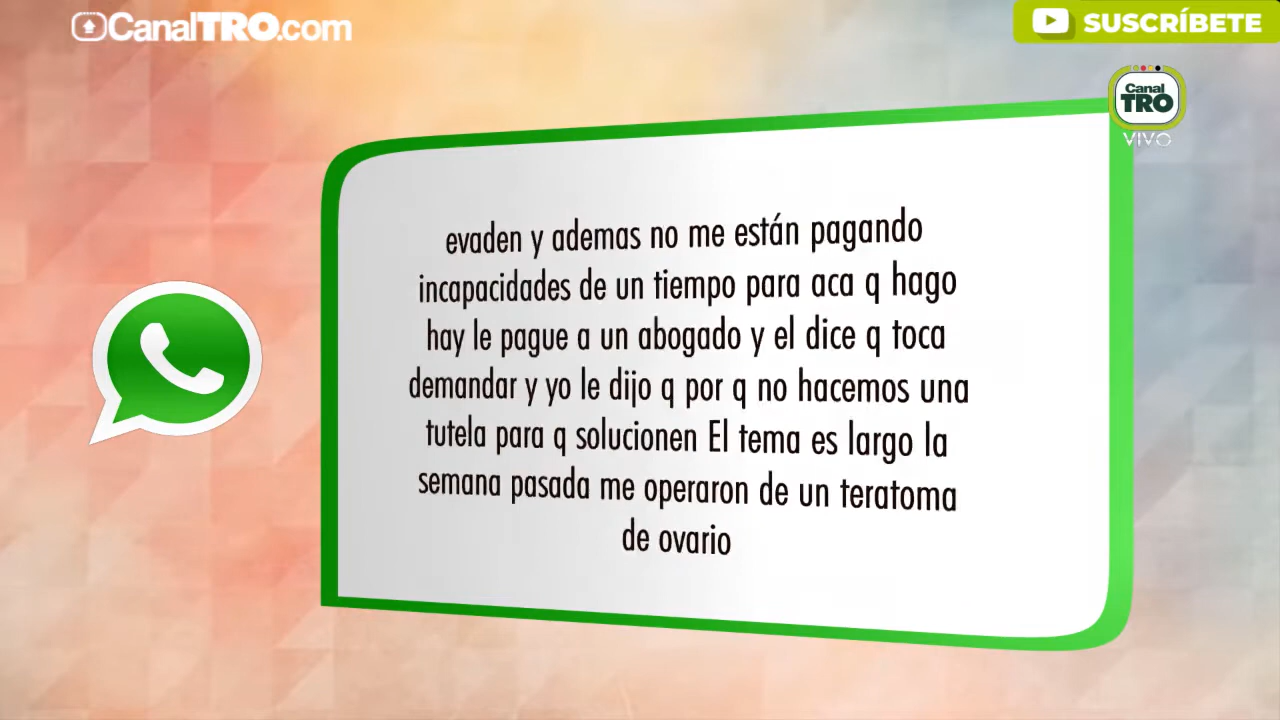 CanalTRO.com
SUSCRÍBETE
Canal
TRO
VIVO
evaden y ademas no me están pagando
incapacidades de un tiempo para aca q hago
hay le pague a un abogado y el dice q toca
demandar y yo le dijo q por q no hacemos una
tutela para q solucionen El tema es largo la
semana pasada me operaron de un teratoma
de ovario